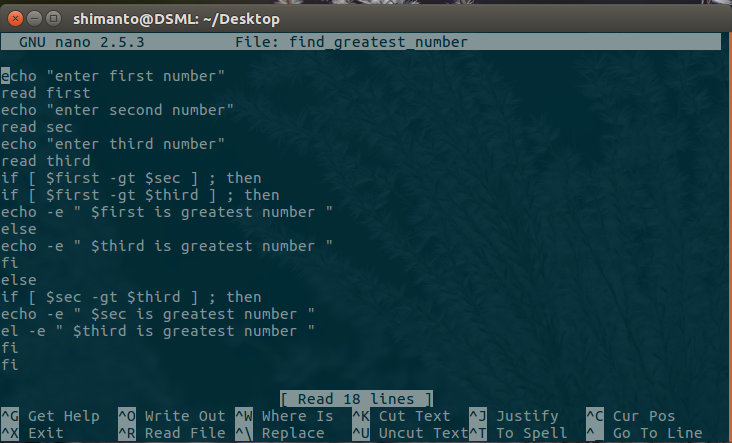 shimanto@DSML: ~/Desktop
GNU nano 2.5.3 File: find_greatest_number
echo "enter first number"
read first
echo "enter second number"
read sec
echo "enter third number"
read third
if [ $first -gt $sec ] ; then
if [ $first -gt $third ] ; then
echo -e " $first is greatest number "
else
echo -e " $third is greatest number "
fi
else
if [ $sec -gt $third ] ; then
echo -e " $sec is greatest number "
el -e " $third is greatest number "
fi
fi
[ Read 18 lines ]
^G Get Help ^O Write Out ^W Where Is ^K Cut Text ^J Justify ^C Cur Pos
^X Exit ^R Read File ^\ Replace ^U Uncut Text ^T To Spell ^_ Go To Line